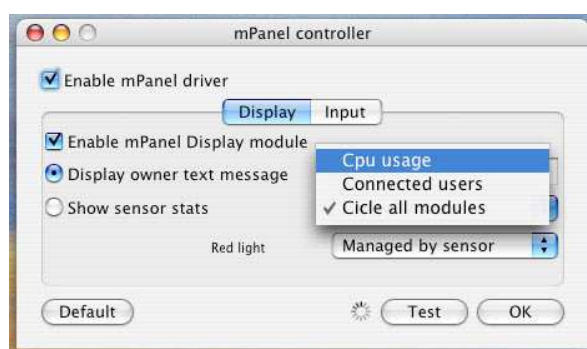 mPanel controller
Enable mPanel driver
Display Input
Enable mPanel Display module
Display owner text message
Show sensor stats
Cpu usage
Connected users
✓ Cicle all modules
Red light Managed by sensor
Default Test OK